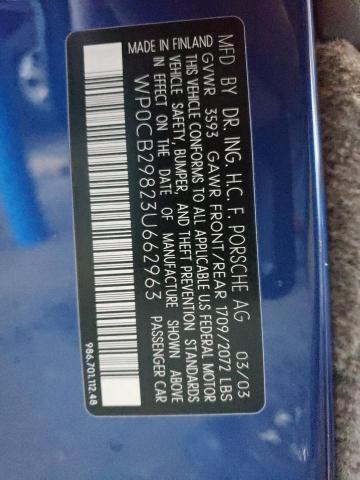 MFD BY DR. ING. H.C. F. PORSCHE AG 03/03
GVWR 3593 GAWR FRONT/REAR 1709/2072 LBS
THIS VEHICLE CONFORMS TO ALL APPLICABLE U.S FEDERAL MOTOR
VEHICLE SAFETY, BUMPER, AND THEFT PREVENTION STANDARDS
IN EFFECT ON THE DATE OF MANUFACTURE SHOWN ABOVE
MADE IN FINLAND PASSENGER CAR
WP0CB29823U662963
986.701.112.48